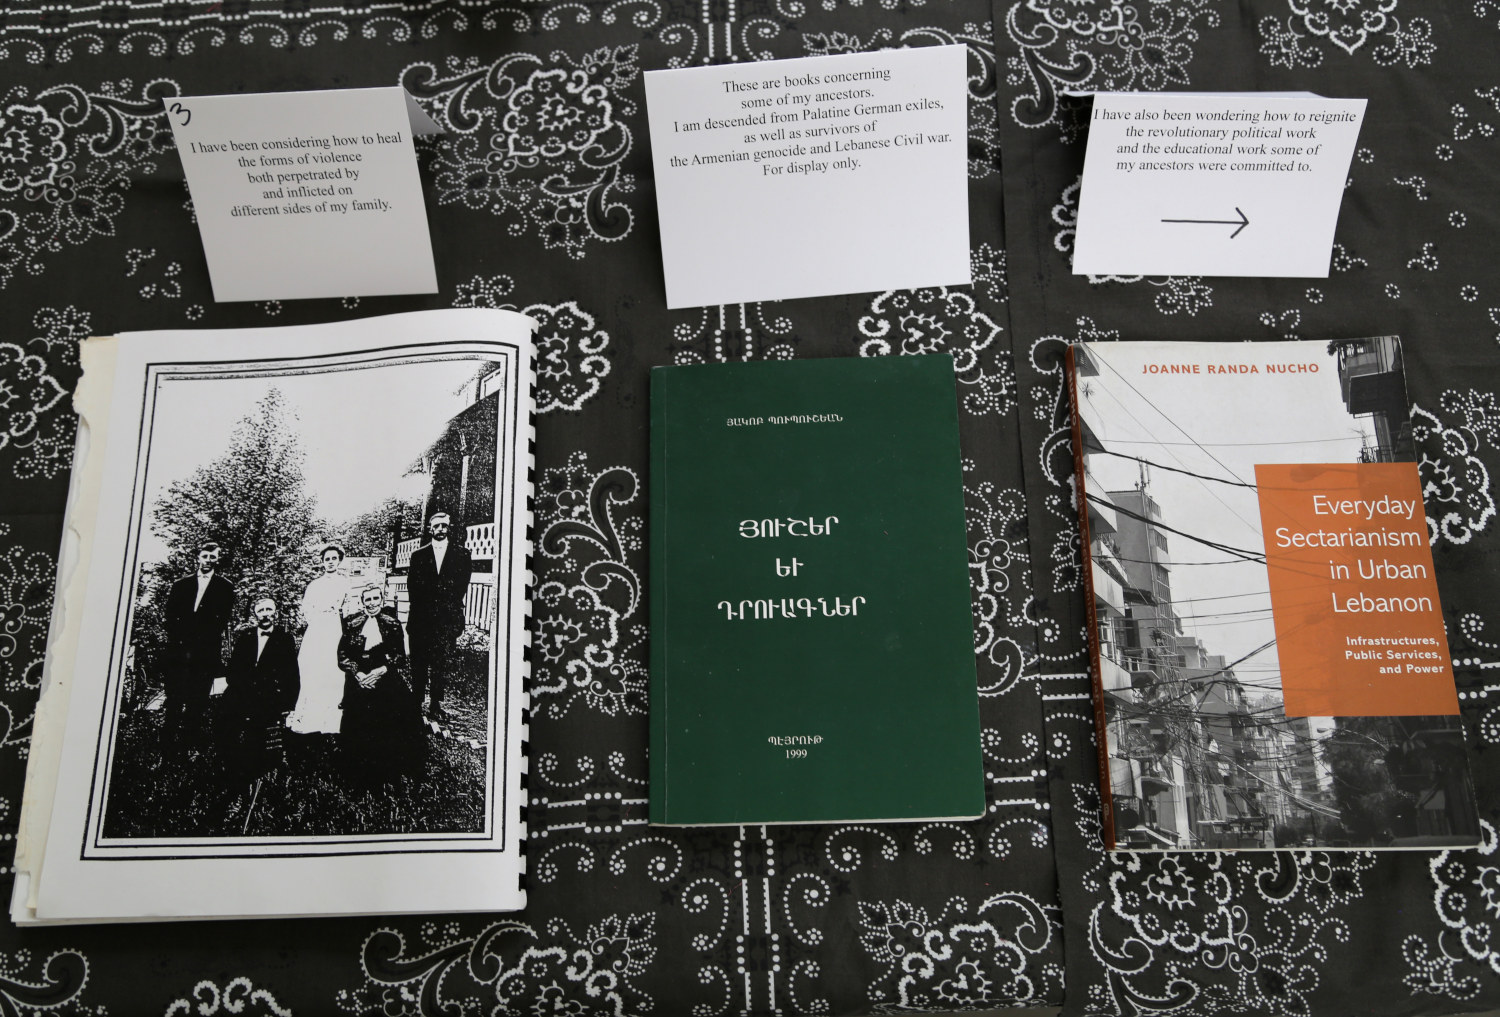 3
I have been considering how to heal
the forms of violence
both perpetrated by
and inflicted on
different sides of my family.
These are books concerning
some of my ancestors.
I am descended from Palatine German exiles,
as well as survivors of
the Armenian genocide and Lebanese Civil war.
For display only.
I have also been wondering how to reignite
the revolutionary political work
and the educational work some of
my ancestors were committed to.
→
ՅԱԿՈԲ ՊՈՒՊՈՒՇԵԱՆ
ՅՈՒՇԵՐ
ԵՒ
ԴՐՈՒԱԳՆԵՐ
ՊԷՅՐՈՒԹ
1999
JOANNE RANDA NUCHO
Everyday
Sectarianism
in Urban
Lebanon
Infrastructures,
Public Services,
and Power